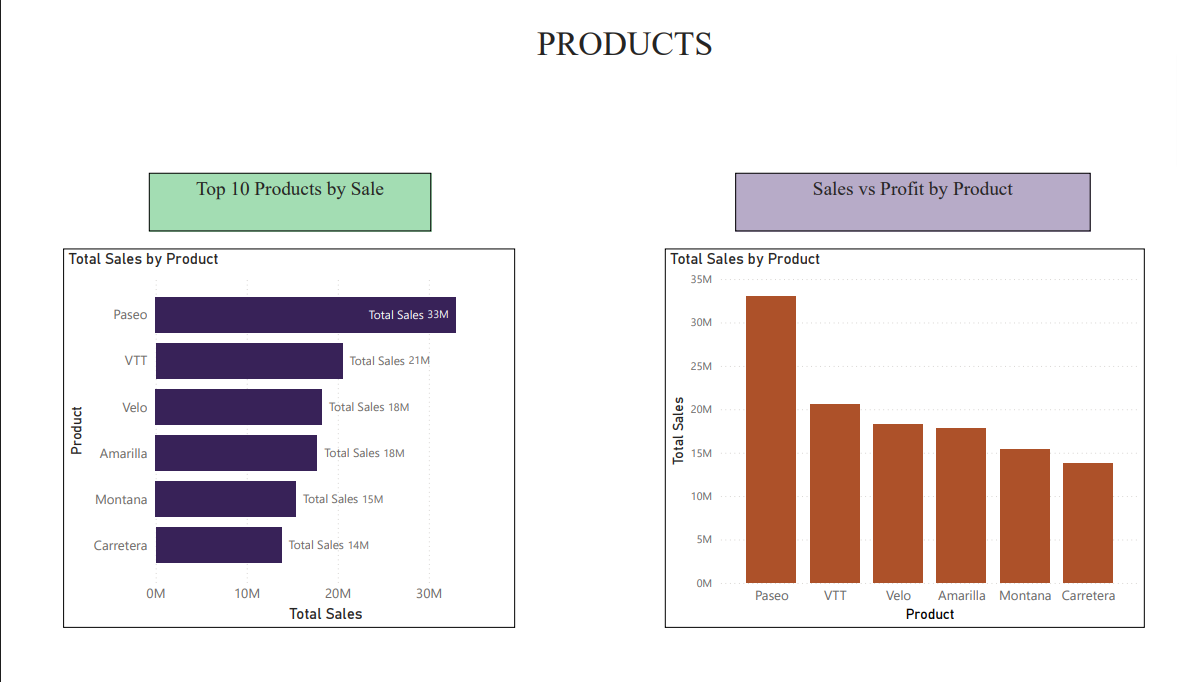 PRODUCTS
Top 10 Products by Sale
Sales vs Profit by Product
Total Sales by Product
Product
Paseo
Total Sales 33M
VTT
Total Sales 21M
Velo
Total Sales 18M
Amarilla
Total Sales 18M
Montana
Total Sales 15M
Carretera
Total Sales 14M
0M 10M 20M 30M
Total Sales
Total Sales by Product
Total Sales
35M
30M
25M
20M
15M
10M
5M
0M
Paseo VTT Velo Amarilla Montana Carretera
Product